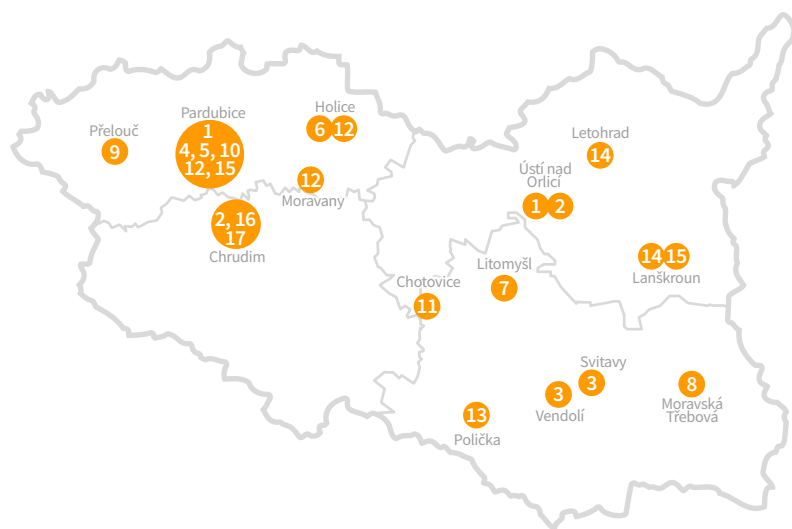 Pardubice
1
4, 5, 10
12, 15
Přelouč
9
Holice
6 12
12
Moravany
2, 16
17
Chrudim
Letohrad
14
Ústí nad
Orlicí
1 2
14 15
Lanškroun
Litomyšl
7
Chotovice
11
Svitavy
3
3
Vendolí
8
Moravská
Třebová
13
Polička